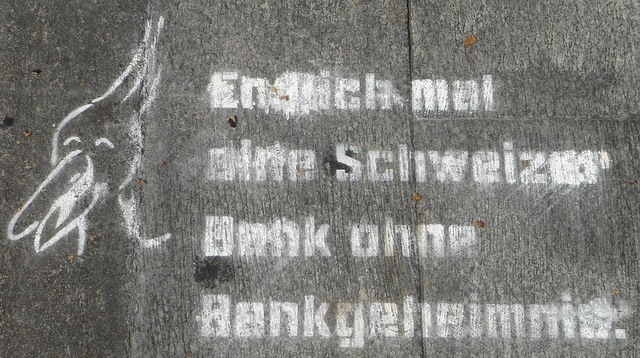 Endlich mal
eine Schweizer
Bank ohne
Bankgeheimnis.